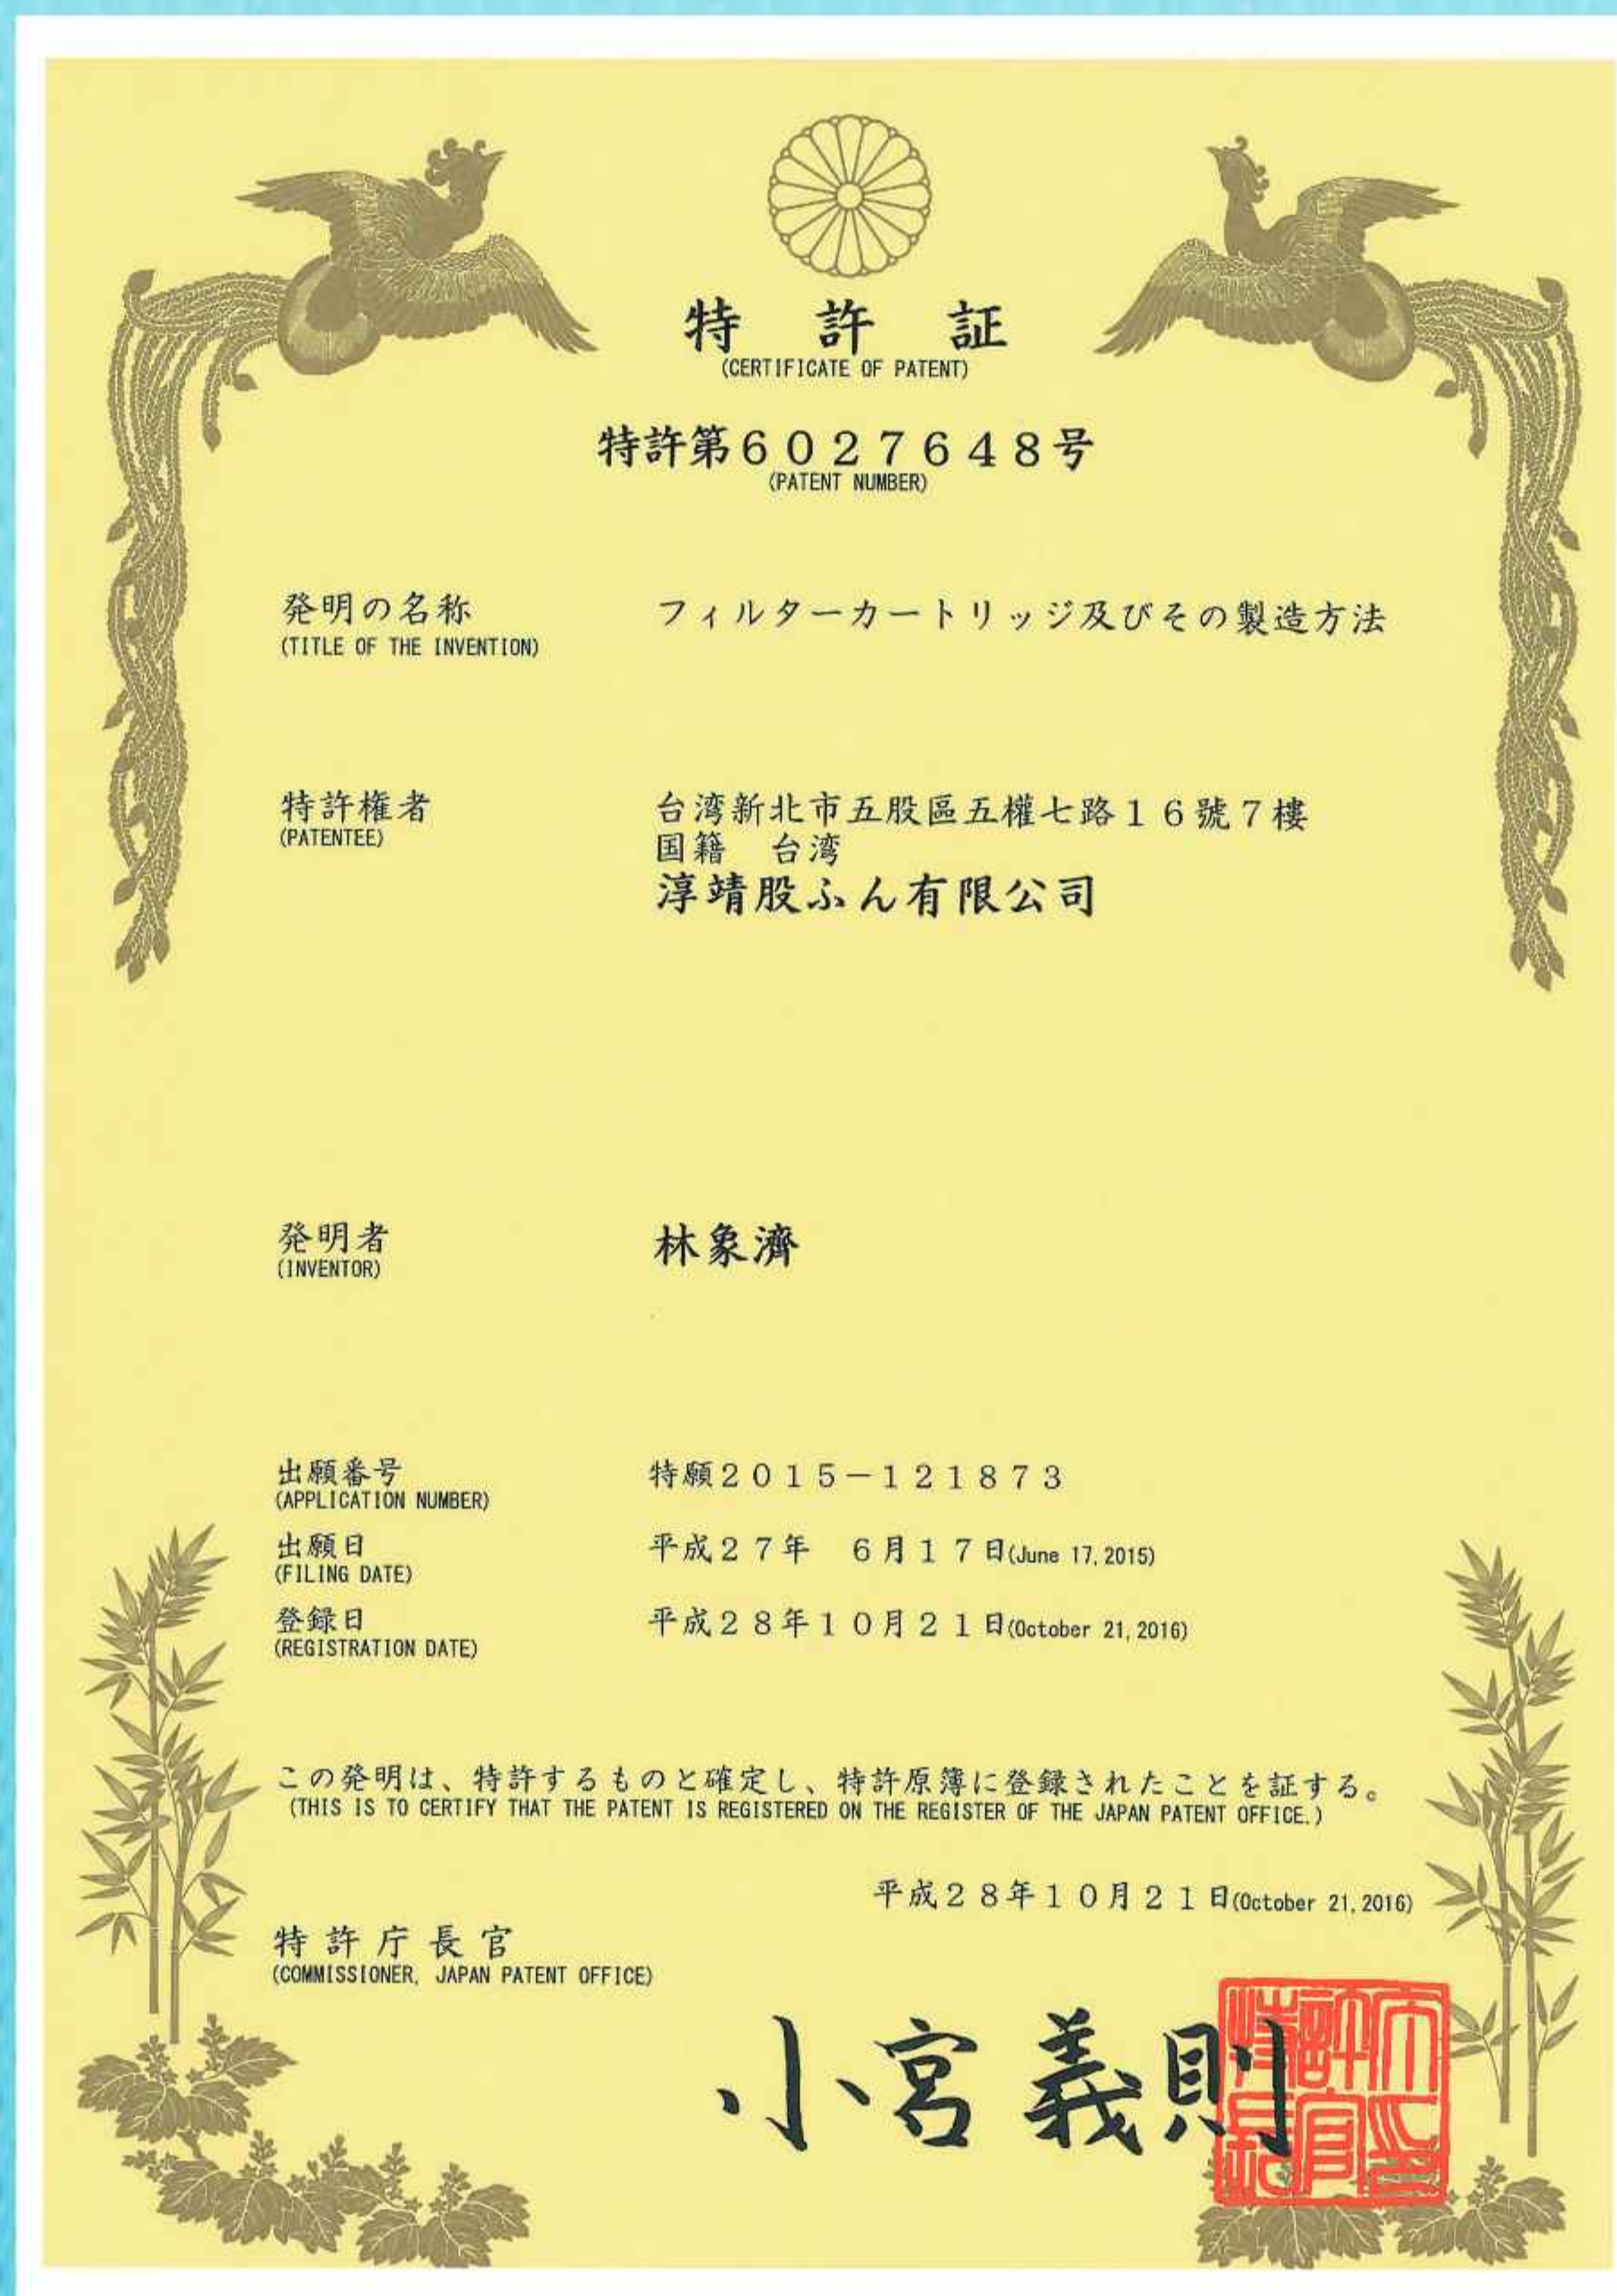 特許証
(CERTIFICATE OF PATENT)
特許第6027648号
(PATENT NUMBER)
発明の名称
(TITLE OF THE INVENTION)
フィルターカートリッジ及びその製造方法
特許権者
(PATENTEE)
台湾新北市五股區五權七路16號7樓
国籍 台湾
淳靖股ふん有限公司
発明者
(INVENTOR)
林象濟
出願番号
(APPLICATION NUMBER)
特願2015-121873
出願日
(FILING DATE)
平成27年 6月17日(June 17,2015)
登録日
(REGISTRATION DATE)
平成28年10月21日(October 21,2016)
この発明は、特許するものと確定し、特許原簿に登録されたことを証する。
(THIS IS TO CERTIFY THAT THE PATENT IS REGISTERED ON THE REGISTER OF THE JAPAN PATENT OFFICE.)
平成28年10月21日(October 21,2016)
特許庁長官
(COMMISSIONER, JAPAN PATENT OFFICE)
小宮義則